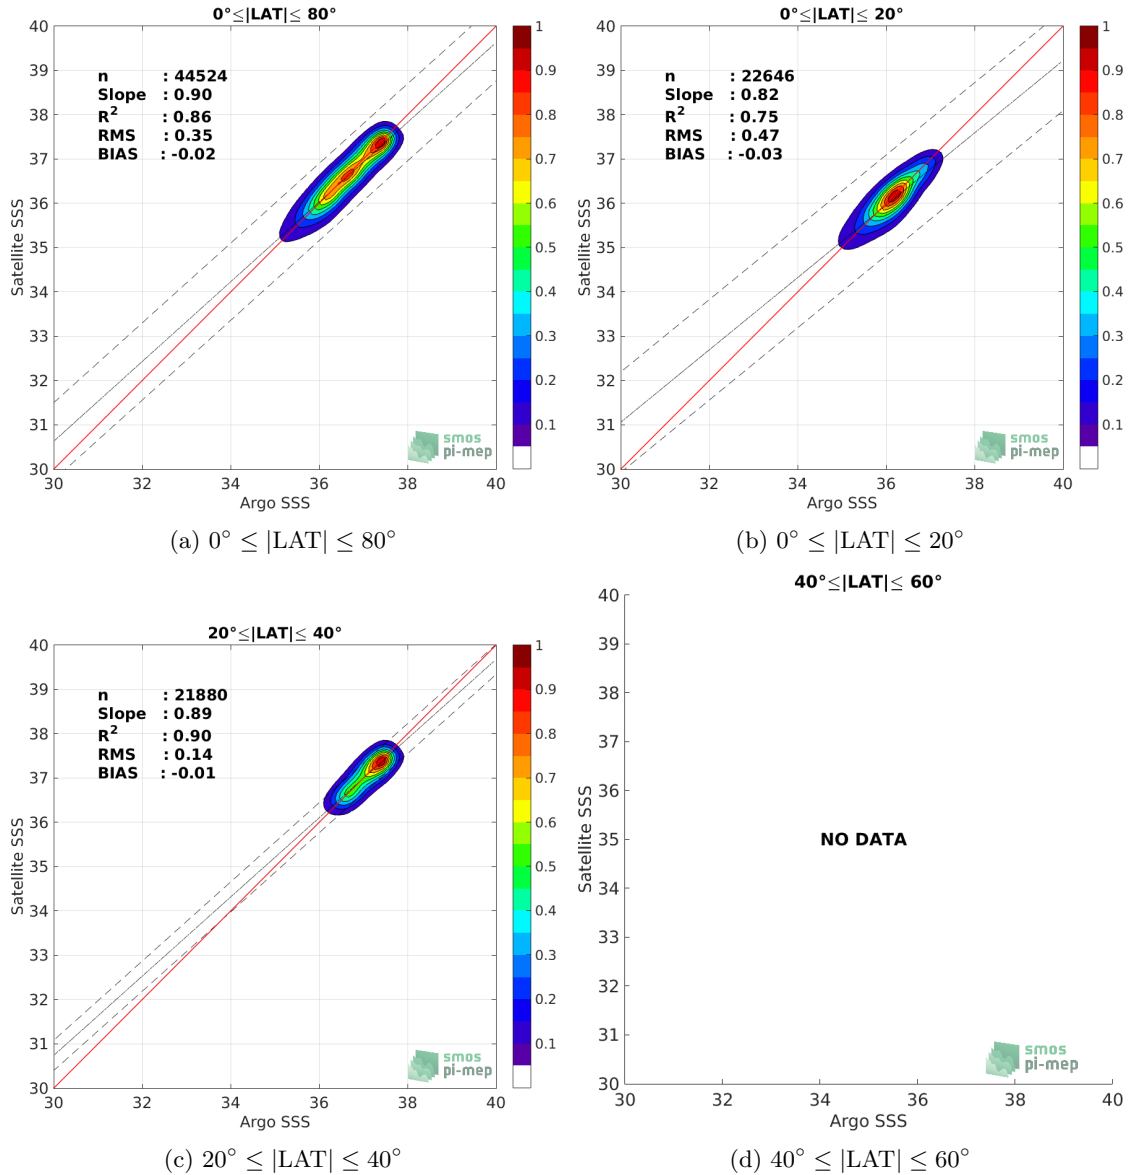 0°≤|LAT|≤ 80°
40
39
38
37
36
35
34
33
32
31
30
Satellite SSS
n : 44524
Slope : 0.90
R² : 0.86
RMS : 0.35
BIAS : -0.02
smos
pi-mep
30 32 34 36 38 40
Argo SSS
1
0.9
0.8
0.7
0.6
0.5
0.4
0.3
0.2
0.1
(a) 0° ≤ |LAT| ≤ 80°
0°≤|LAT|≤ 20°
40
39
38
37
36
35
34
33
32
31
30
Satellite SSS
n : 22646
Slope : 0.82
R² : 0.75
RMS : 0.47
BIAS : -0.03
smos
pi-mep
30 32 34 36 38 40
Argo SSS
1
0.9
0.8
0.7
0.6
0.5
0.4
0.3
0.2
0.1
(b) 0° ≤ |LAT| ≤ 20°
20°≤|LAT|≤ 40°
40
39
38
37
36
35
34
33
32
31
30
Satellite SSS
n : 21880
Slope : 0.89
R² : 0.90
RMS : 0.14
BIAS : -0.01
smos
pi-mep
30 32 34 36 38 40
Argo SSS
1
0.9
0.8
0.7
0.6
0.5
0.4
0.3
0.2
0.1
(c) 20° ≤ |LAT| ≤ 40°
40°≤|LAT|≤ 60°
40
39
38
37
36
35
34
33
32
31
30
Satellite SSS
NO DATA
smos
pi-mep
30 32 34 36 38 40
Argo SSS
(d) 40° ≤ |LAT| ≤ 60°